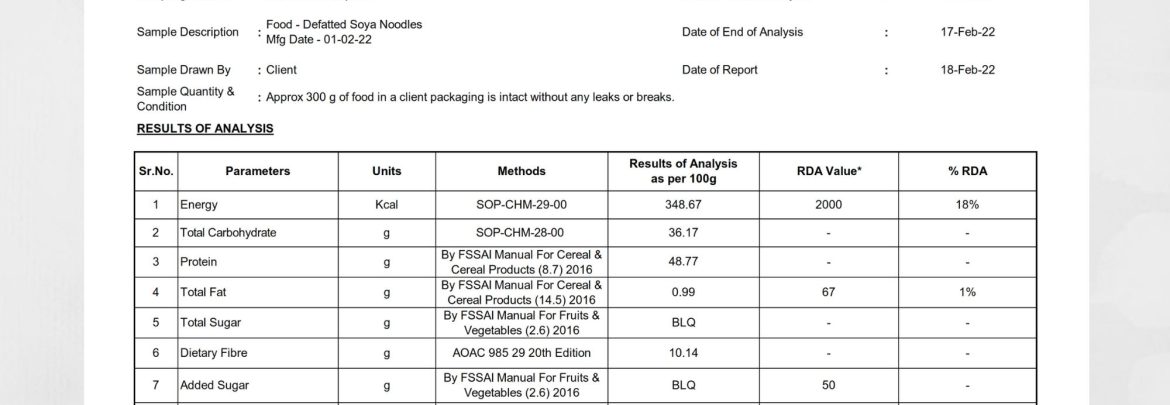 Sample Description : Food - Defatted Soya Noodles
Mfg Date - 01-02-22
Date of End of Analysis : 17-Feb-22
Sample Drawn By : Client
Date of Report : 18-Feb-22
Sample Quantity &
Condition : Approx 300 g of food in a client packaging is intact without any leaks or breaks.
RESULTS OF ANALYSIS
Sr.No. Parameters Units Methods Results of Analysis as per 100g RDA Value* % RDA
1 Energy Kcal SOP-CHM-29-00 348.67 2000 18%
2 Total Carbohydrate g SOP-CHM-28-00 36.17 - -
3 Protein g By FSSAI Manual For Cereal & Cereal Products (8.7) 2016 48.77 - -
4 Total Fat g By FSSAI Manual For Cereal & Cereal Products (14.5) 2016 0.99 67 1%
5 Total Sugar g By FSSAI Manual For Fruits & Vegetables (2.6) 2016 BLQ - -
6 Dietary Fibre g AOAC 985 29 20th Edition 10.14 - -
7 Added Sugar g By FSSAI Manual For Fruits & Vegetables (2.6) 2016 BLQ 50 -